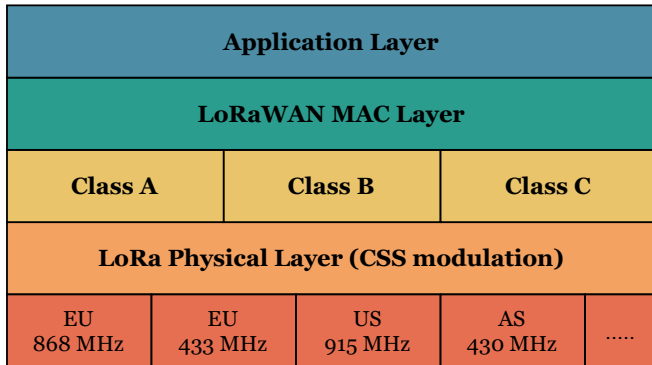 Application Layer
LoRaWAN MAC Layer
Class A Class B Class C
LoRa Physical Layer (CSS modulation)
EU EU US AS
868 MHz 433 MHz 915 MHz 430 MHz .....